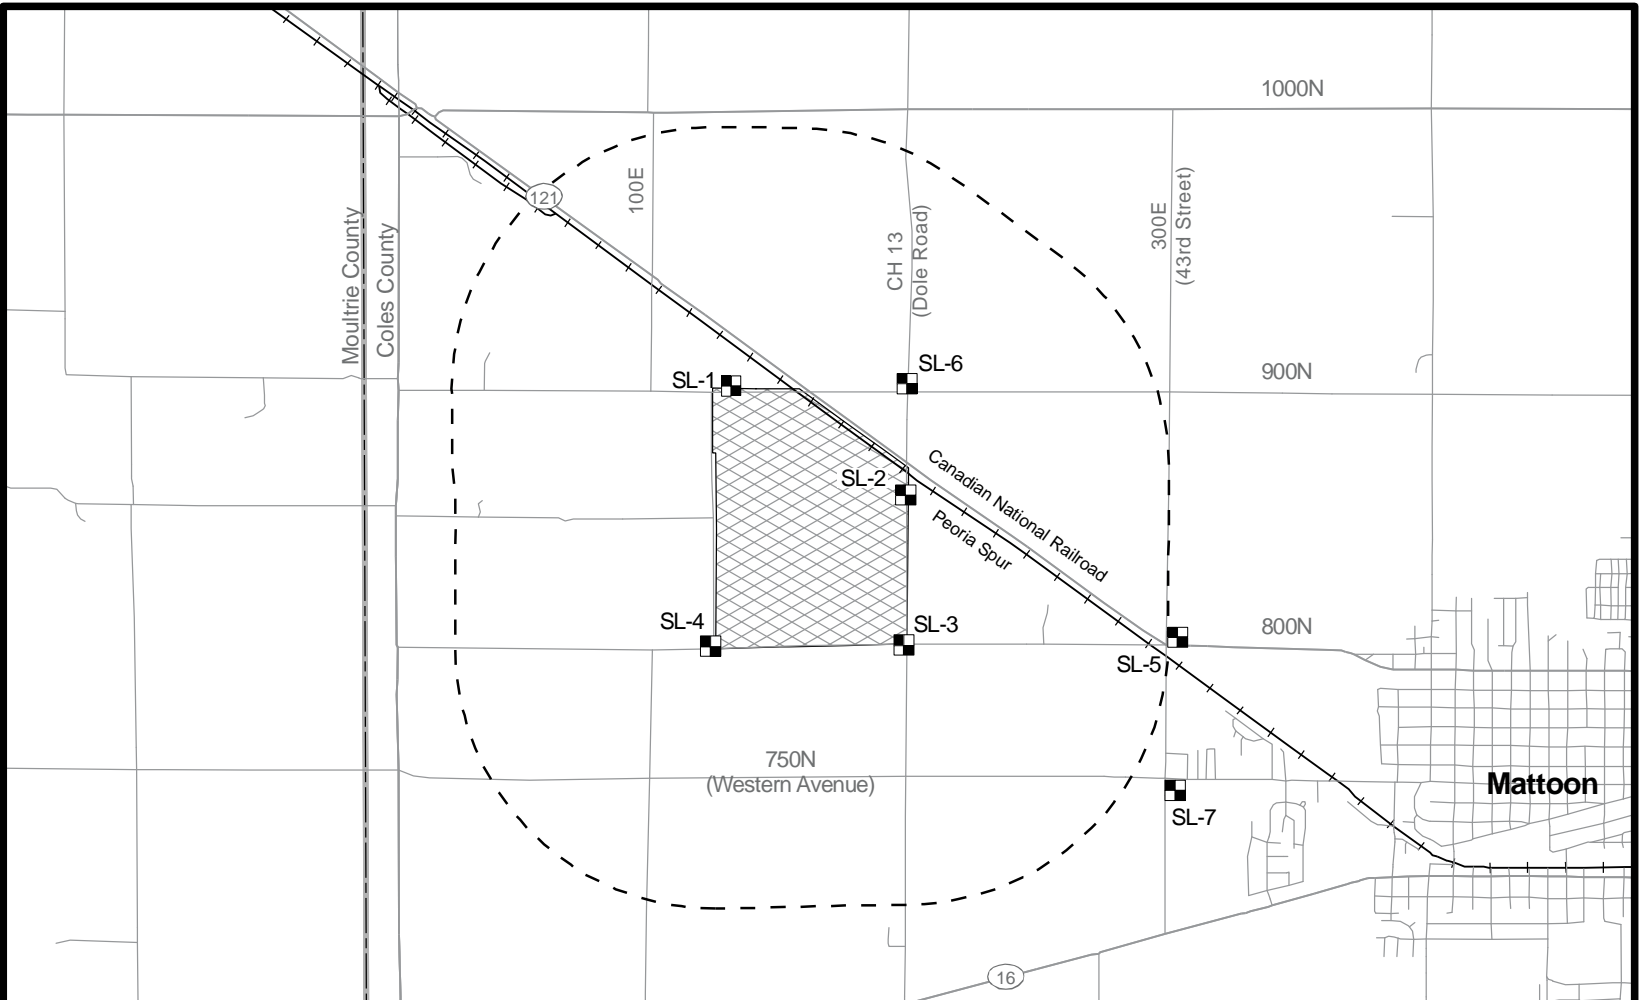 1000N
121
100E
Moultrie County
Coles County
CH 13
(Dole Road)
300E
(43rd Street)
SL-1
SL-6
900N
SL-2
Canadian National Railroad
Peoria Spur
SL-4
SL-3
800N
SL-5
750N
(Western Avenue)
Mattoon
SL-7
16